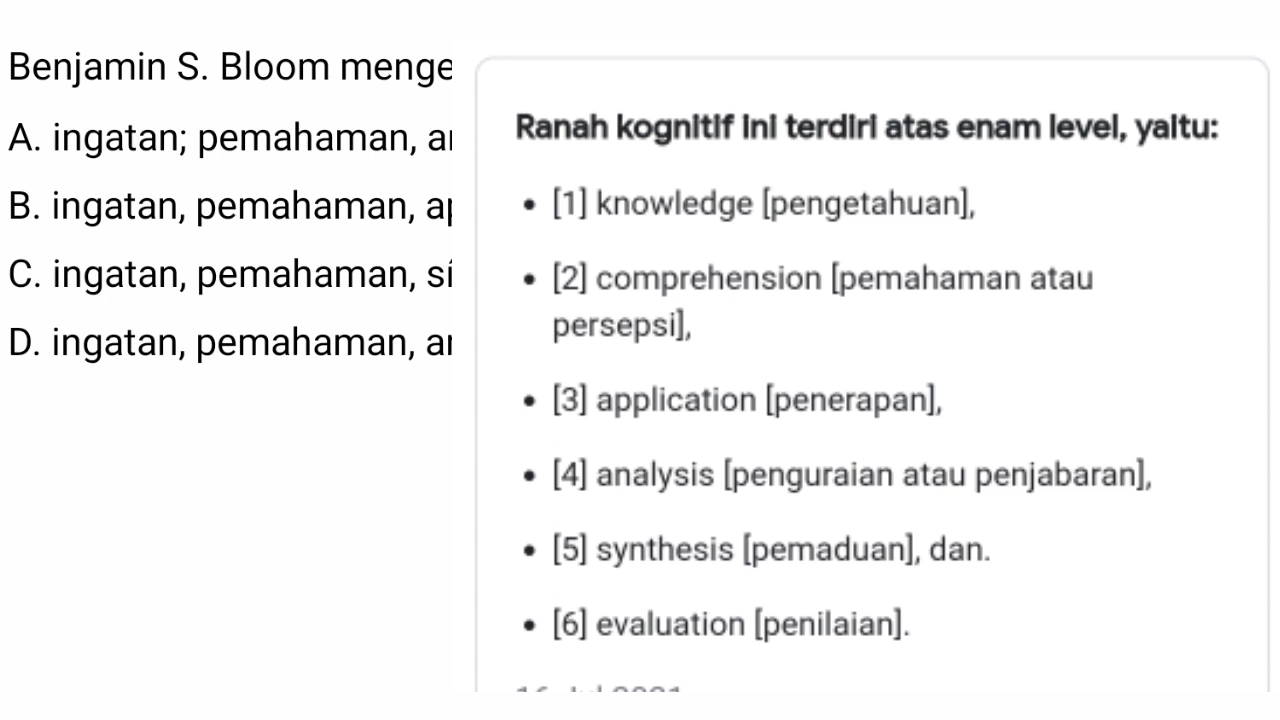 Benjamin S. Bloom menge
A. ingatan; pemahaman,
B. ingatan, pemahaman,
C. ingatan, pemahaman,
D. ingatan, pemahaman,
Ranah kognitif ini terdiri atas enam level, yaitu:
• [1] knowledge [pengetahuan],
• [2] comprehension [pemahaman atau
persepsi],
• [3] application [penerapan],
• [4] analysis [penguraian atau penjabaran],
• [5] synthesis [pemaduan], dan.
• [6] evaluation [penilaian].